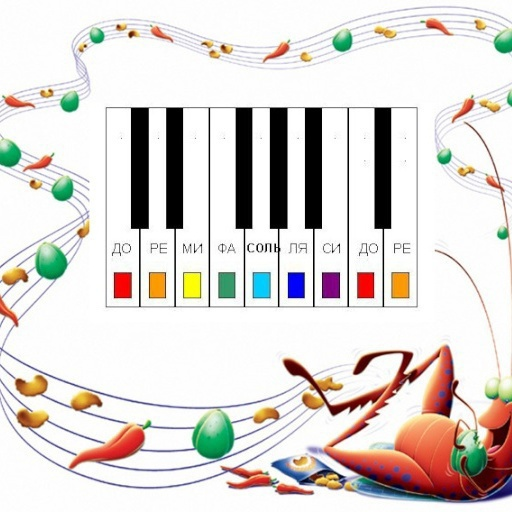 ДО РЕ МИ ФА СОЛЬ ЛЯ СИ ДО РЕ